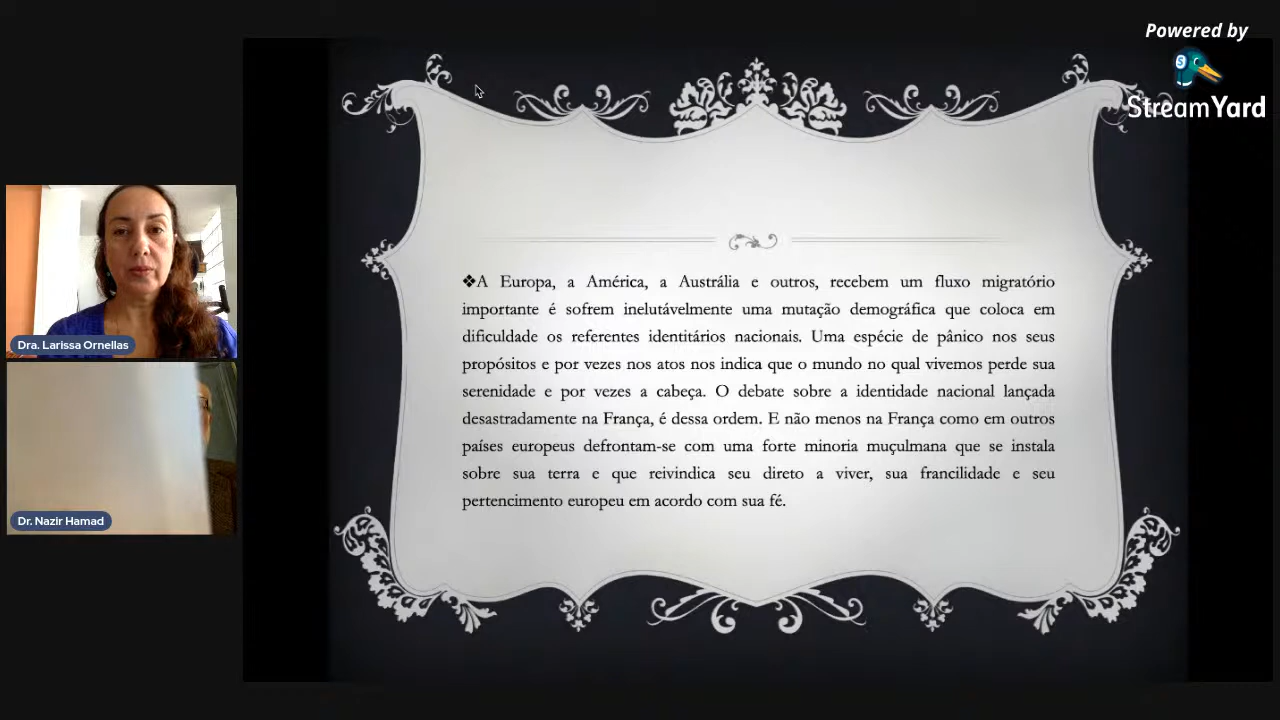 Powered by
StreamYard
❖A Europa, a América, a Austrália e outros, recebem um fluxo migratório
importante é sofrem inelutávelmente uma mutação demográfica que coloca em
dificuldade os referentes identitários nacionais. Uma espécie de pânico nos seus
propósitos e por vezes nos atos nos indica que o mundo no qual vivemos perde sua
serenidade e por vezes a cabeça. O debate sobre a identidade nacional lançada
desastradamente na França, é dessa ordem. E não menos na França como em outros
países europeus defrontam-se com uma forte minoria muçulmana que se instala
sobre sua terra e que reivindica seu direto a viver, sua francilidade e seu
pertencimento europeu em acordo com sua fé.
Dra. Larissa Ornellas
Dr. Nazir Hamad